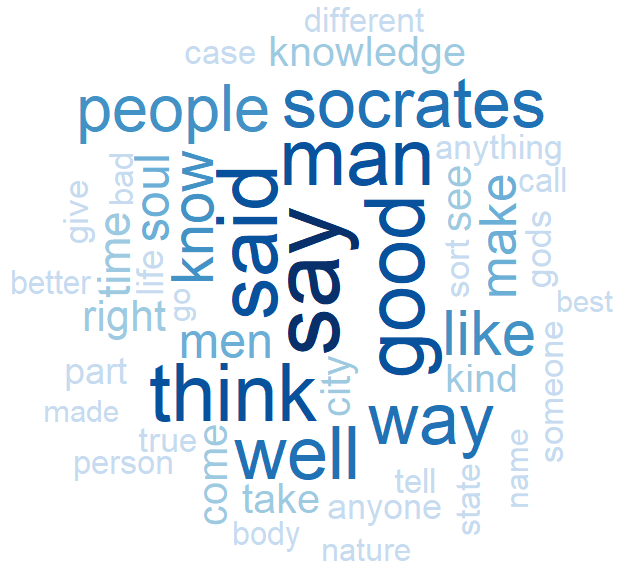 different
case
knowledge
people
socrates
man
anything
call
give
bad
soul
know
said
say
good
see
make
sort
gods
better
time
life
go
best
right
men
like
someone
part
think
city
kind
made
way
true
well
person
come
take
tell
anyone
state
name
body
nature